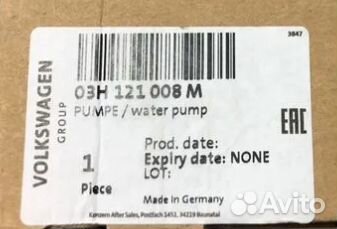 3847
VOLKSWAGEN
GROUP
03H 121 008 M
PUMPE / water pump
EAC
Prod. date:
Expiry date: NONE
LOT:
1
Piece
Made in Germany
Konzern After Sales, Postfach 1452, 34219 Baunatal
Avito